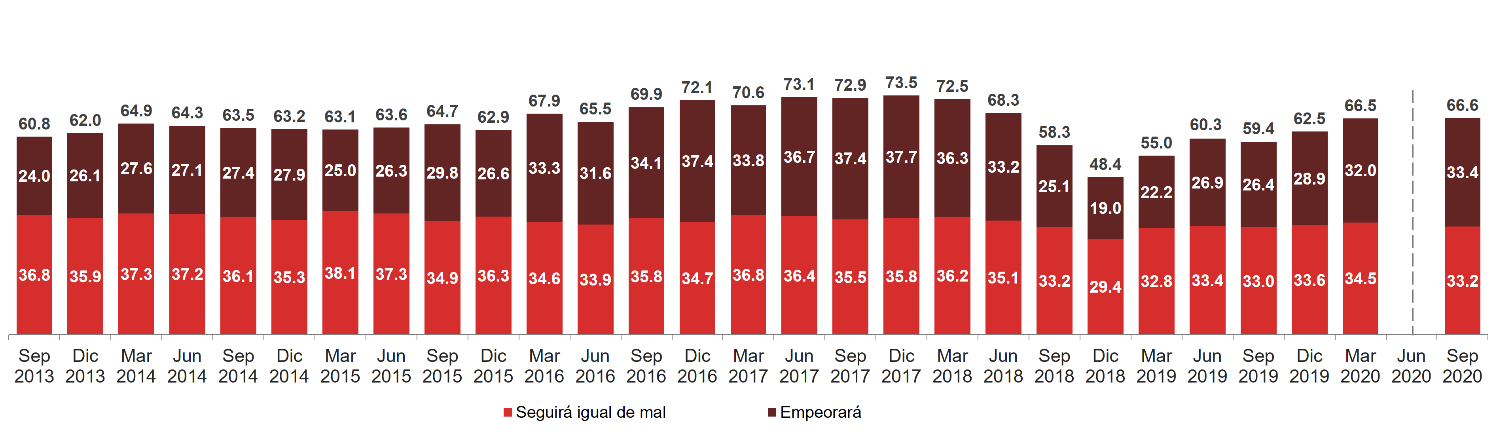 60.8 62.0 64.9 64.3 63.5 63.2 63.1 63.6 64.7 62.9 67.9 65.5 69.9 72.1 70.6 73.1 72.9 73.5 72.5 68.3 58.3 48.4 55.0 60.3 59.4 62.5 66.5 66.6
24.0 26.1 27.6 27.1 27.4 27.9 25.0 26.3 29.8 26.6 33.3 31.6 34.1 37.4 33.8 36.7 37.4 37.7 36.3 33.2 25.1 19.0 22.2 26.9 26.4 28.9 32.0 33.4
36.8 35.9 37.3 37.2 36.1 35.3 38.1 37.3 34.9 36.3 34.6 33.9 35.8 34.7 36.8 36.4 35.5 35.8 36.2 35.1 33.2 29.4 32.8 33.4 33.0 33.6 34.5 33.2
Sep Dic Mar Jun Sep Dic Mar Jun Sep Dic Mar Jun Sep Dic Mar Jun Sep Dic Mar Jun Sep Dic Mar Jun Sep Dic Mar Jun Sep
2013 2013 2014 2014 2014 2014 2015 2015 2015 2015 2016 2016 2016 2016 2017 2017 2017 2017 2018 2018 2018 2018 2019 2019 2019 2019 2020 2020 2020
Seguirá igual de mal Empeorará